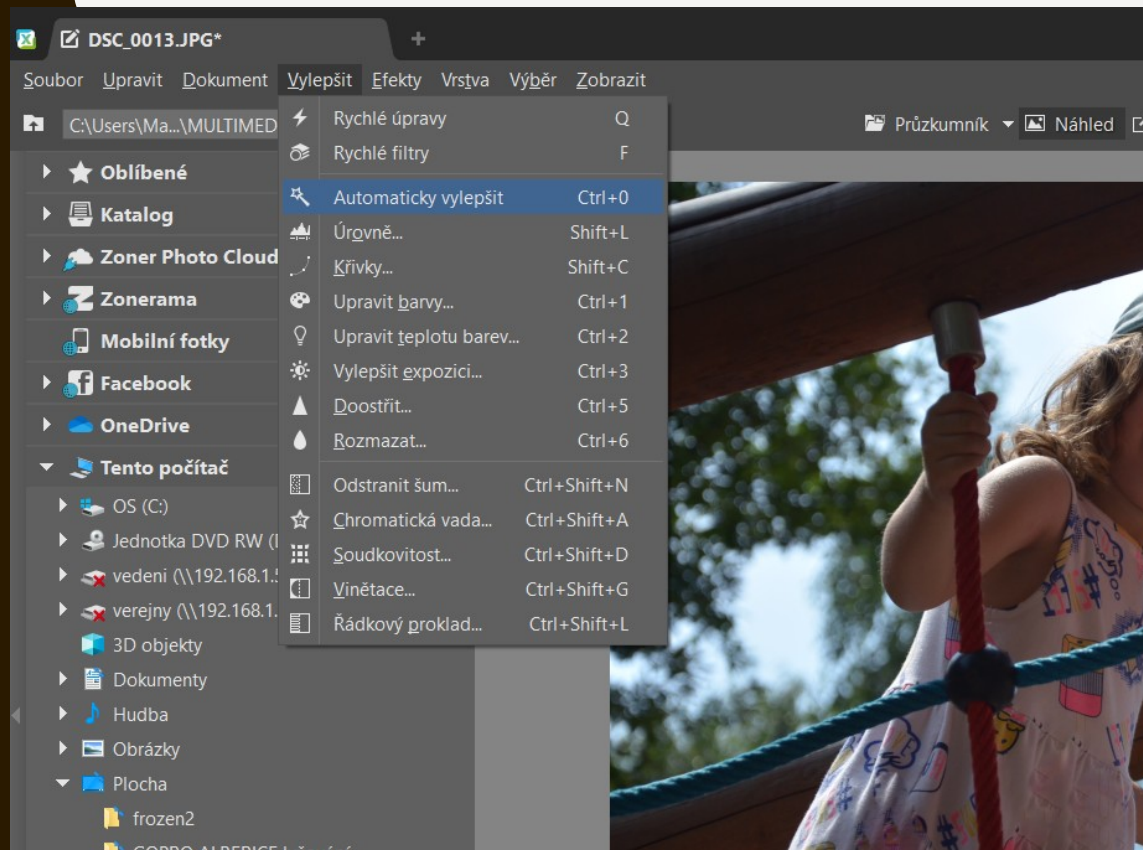 DSC_0013.JPG*
Soubor Upravit Dokument Vylepšit Efekty Vrstva Výběr Zobrazit
C:\Users\Ma...\MULTIMED
Průzkumník Náhled
Rychlé úpravy Q
Rychlé filtry F
Automaticky vylepšit Ctrl+0
Úrovně... Shift+L
Křivky... Shift+C
Upravit barvy... Ctrl+1
Upravit teplotu barev... Ctrl+2
Vylepšit expozici... Ctrl+3
Doostřit... Ctrl+5
Rozmazat... Ctrl+6
Odstranit šum... Ctrl+Shift+N
Chromatická vada... Ctrl+Shift+A
Soudkovitost... Ctrl+Shift+D
Vinětace... Ctrl+Shift+G
Řádkový proklad... Ctrl+Shift+L
Oblíbené
Katalog
Zoner Photo Cloud
Zonerama
Mobilní fotky
Facebook
OneDrive
Tento počítač
OS (C:)
Jednotka DVD RW (
vedeni (\\192.168.1.
verejny (\\192.168.1.
3D objekty
Dokumenty
Hudba
Obrázky
Plocha
frozen2